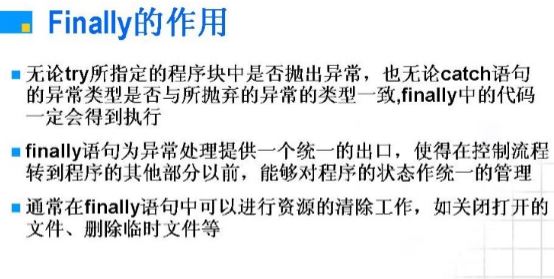 Finally的作用
无论try所指定的程序块中是否抛出异常，也无论catch语句
的异常类型是否与所抛弃的异常的类型一致,finally中的代码
一定会得到执行
finally语句为异常处理提供一个统一的出口，使得在控制流程
转到程序的其他部分以前，能够对程序的状态作统一的管理
通常在finally语句中可以进行资源的清除工作，如关闭打开的
文件、删除临时文件等